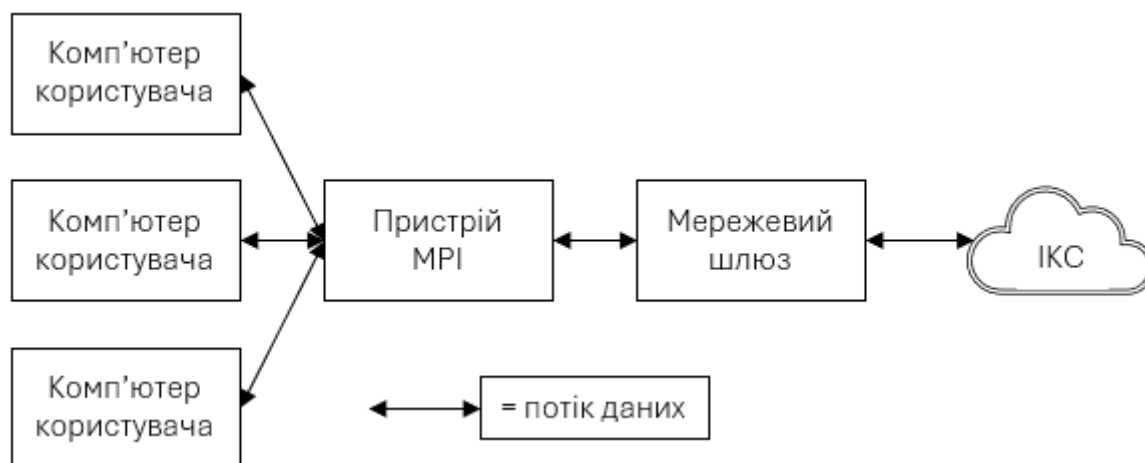 Комп’ютер
користувача
Комп’ютер
користувача
Комп’ютер
користувача
Пристрій
МРІ
Мережевий
шлюз
ІКС
= потік даних